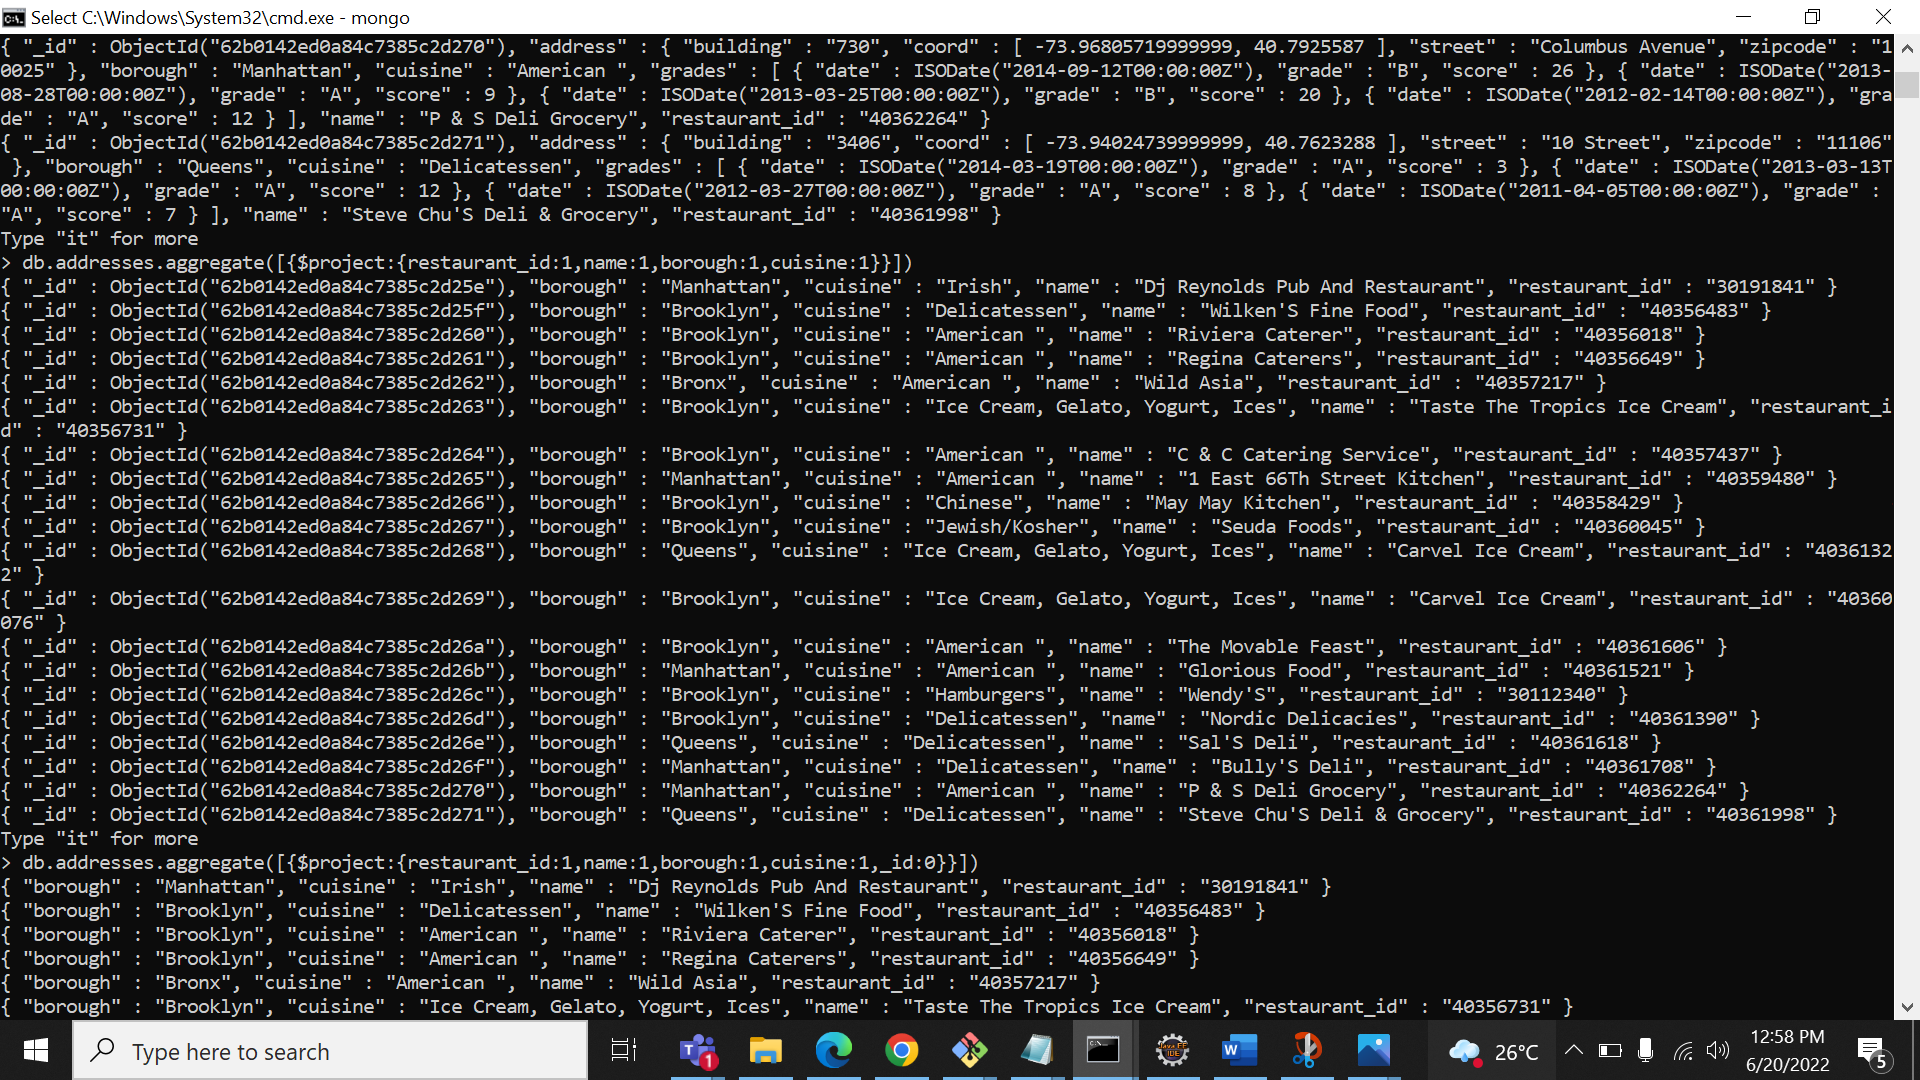 Select C:\Windows\System32\cmd.exe - mongo
{ "_id" : ObjectId("62b0142ed0a84c7385c2d270"), "address" : { "building" : "730", "coord" : [ -73.96805719999999, 40.7925587 ], "street" : "Columbus Avenue", "zipcode" : "1
0025" }, "borough" : "Manhattan", "cuisine" : "American ", "grades" : [ { "date" : ISODate("2014-09-12T00:00:00Z"), "grade" : "B", "score" : 26 }, { "date" : ISODate("2013-
08-28T00:00:00Z"), "grade" : "A", "score" : 9 }, { "date" : ISODate("2013-03-25T00:00:00Z"), "grade" : "B", "score" : 20 }, { "date" : ISODate("2012-02-14T00:00:00Z"), "gra
de" : "A", "score" : 12 } ], "name" : "P & S Deli Grocery", "restaurant_id" : "40362264" }
{ "_id" : ObjectId("62b0142ed0a84c7385c2d271"), "address" : { "building" : "3406", "coord" : [ -73.94024739999999, 40.7623288 ], "street" : "10 Street", "zipcode" : "11106"
 }, "borough" : "Queens", "cuisine" : "Delicatessen", "grades" : [ { "date" : ISODate("2014-03-19T00:00:00Z"), "grade" : "A", "score" : 3 }, { "date" : ISODate("2013-03-13T
00:00:00Z"), "grade" : "A", "score" : 12 }, { "date" : ISODate("2012-03-27T00:00:00Z"), "grade" : "A", "score" : 8 }, { "date" : ISODate("2011-04-05T00:00:00Z"), "grade" :
"A", "score" : 7 } ], "name" : "Steve Chu'S Deli & Grocery", "restaurant_id" : "40361998" }
Type "it" for more
> db.addresses.aggregate([{$project:{restaurant_id:1,name:1,borough:1,cuisine:1}}])
{ "_id" : ObjectId("62b0142ed0a84c7385c2d25e"), "borough" : "Manhattan", "cuisine" : "Irish", "name" : "Dj Reynolds Pub And Restaurant", "restaurant_id" : "30191841" }
{ "_id" : ObjectId("62b0142ed0a84c7385c2d25f"), "borough" : "Brooklyn", "cuisine" : "Delicatessen", "name" : "Wilken'S Fine Food", "restaurant_id" : "40356483" }
{ "_id" : ObjectId("62b0142ed0a84c7385c2d260"), "borough" : "Brooklyn", "cuisine" : "American ", "name" : "Riviera Caterer", "restaurant_id" : "40356018" }
{ "_id" : ObjectId("62b0142ed0a84c7385c2d261"), "borough" : "Brooklyn", "cuisine" : "American ", "name" : "Regina Caterers", "restaurant_id" : "40356649" }
{ "_id" : ObjectId("62b0142ed0a84c7385c2d262"), "borough" : "Bronx", "cuisine" : "American ", "name" : "Wild Asia", "restaurant_id" : "40357217" }
{ "_id" : ObjectId("62b0142ed0a84c7385c2d263"), "borough" : "Brooklyn", "cuisine" : "Ice Cream, Gelato, Yogurt, Ices", "name" : "Taste The Tropics Ice Cream", "restaurant_i
d" : "40356731" }
{ "_id" : ObjectId("62b0142ed0a84c7385c2d264"), "borough" : "Brooklyn", "cuisine" : "American ", "name" : "C & C Catering Service", "restaurant_id" : "40357437" }
{ "_id" : ObjectId("62b0142ed0a84c7385c2d265"), "borough" : "Manhattan", "cuisine" : "American ", "name" : "1 East 66Th Street Kitchen", "restaurant_id" : "40359480" }
{ "_id" : ObjectId("62b0142ed0a84c7385c2d266"), "borough" : "Brooklyn", "cuisine" : "Chinese", "name" : "May May Kitchen", "restaurant_id" : "40358429" }
{ "_id" : ObjectId("62b0142ed0a84c7385c2d267"), "borough" : "Brooklyn", "cuisine" : "Jewish/Kosher", "name" : "Seuda Foods", "restaurant_id" : "40360045" }
{ "_id" : ObjectId("62b0142ed0a84c7385c2d268"), "borough" : "Queens", "cuisine" : "Ice Cream, Gelato, Yogurt, Ices", "name" : "Carvel Ice Cream", "restaurant_id" : "4036132
2" }
{ "_id" : ObjectId("62b0142ed0a84c7385c2d269"), "borough" : "Brooklyn", "cuisine" : "Ice Cream, Gelato, Yogurt, Ices", "name" : "Carvel Ice Cream", "restaurant_id" : "40360
076" }
{ "_id" : ObjectId("62b0142ed0a84c7385c2d26a"), "borough" : "Brooklyn", "cuisine" : "American ", "name" : "The Movable Feast", "restaurant_id" : "40361606" }
{ "_id" : ObjectId("62b0142ed0a84c7385c2d26b"), "borough" : "Manhattan", "cuisine" : "American ", "name" : "Glorious Food", "restaurant_id" : "40361521" }
{ "_id" : ObjectId("62b0142ed0a84c7385c2d26c"), "borough" : "Brooklyn", "cuisine" : "Hamburgers", "name" : "Wendy'S", "restaurant_id" : "30112340" }
{ "_id" : ObjectId("62b0142ed0a84c7385c2d26d"), "borough" : "Brooklyn", "cuisine" : "Delicatessen", "name" : "Nordic Delicacies", "restaurant_id" : "40361390" }
{ "_id" : ObjectId("62b0142ed0a84c7385c2d26e"), "borough" : "Queens", "cuisine" : "Delicatessen", "name" : "Sal'S Deli", "restaurant_id" : "40361618" }
{ "_id" : ObjectId("62b0142ed0a84c7385c2d26f"), "borough" : "Manhattan", "cuisine" : "Delicatessen", "name" : "Bully'S Deli", "restaurant_id" : "40361708" }
{ "_id" : ObjectId("62b0142ed0a84c7385c2d270"), "borough" : "Manhattan", "cuisine" : "American ", "name" : "P & S Deli Grocery", "restaurant_id" : "40362264" }
{ "_id" : ObjectId("62b0142ed0a84c7385c2d271"), "borough" : "Queens", "cuisine" : "Delicatessen", "name" : "Steve Chu'S Deli & Grocery", "restaurant_id" : "40361998" }
Type "it" for more
> db.addresses.aggregate([{$project:{restaurant_id:1,name:1,borough:1,cuisine:1,_id:0}}])
{ "borough" : "Manhattan", "cuisine" : "Irish", "name" : "Dj Reynolds Pub And Restaurant", "restaurant_id" : "30191841" }
{ "borough" : "Brooklyn", "cuisine" : "Delicatessen", "name" : "Wilken'S Fine Food", "restaurant_id" : "40356483" }
{ "borough" : "Brooklyn", "cuisine" : "American ", "name" : "Riviera Caterer", "restaurant_id" : "40356018" }
{ "borough" : "Brooklyn", "cuisine" : "American ", "name" : "Regina Caterers", "restaurant_id" : "40356649" }
{ "borough" : "Bronx", "cuisine" : "American ", "name" : "Wild Asia", "restaurant_id" : "40357217" }
{ "borough" : "Brooklyn", "cuisine" : "Ice Cream, Gelato, Yogurt, Ices", "name" : "Taste The Tropics Ice Cream", "restaurant_id" : "40356731" }
Type here to search
26°C
12:58 PM
6/20/2022
5